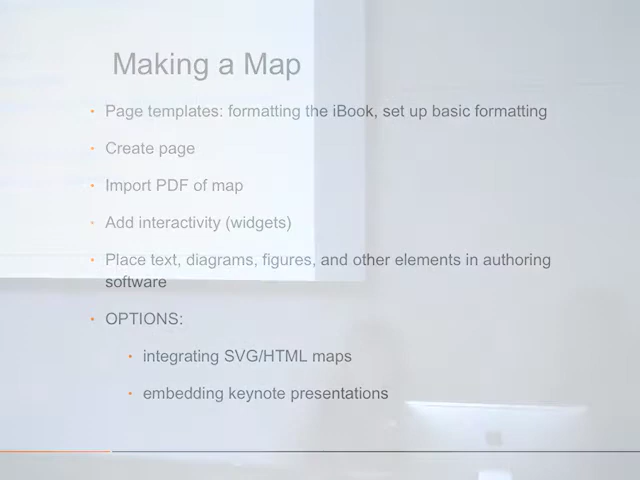 Making a Map
Page templates: formatting the iBook, set up basic formatting
Create page
Import PDF of map
Add interactivity (widgets)
Place text, diagrams, figures, and other elements in authoring
software
OPTIONS:
integrating SVG/HTML maps
embedding keynote presentations